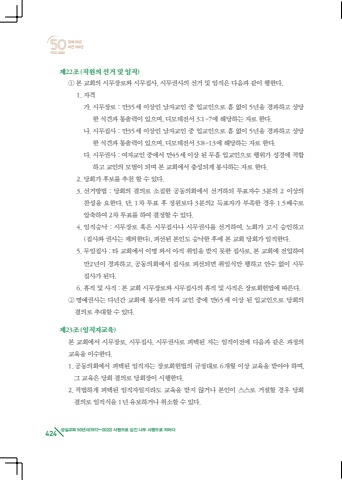 제22조(직원의 선거 및 임직)
① 본 교회의 시무장로와 시무집사, 시무권사의 선거 및 임직은 다음과 같이 행한다.
1. 자격
가. 시무장로 : 만35세 이상인 남자교인 중 입교인으로 흠 없이 5년을 경과하고 상당
한 식견과 통솔력이 있으며, 디모데전서 3:1~7에 해당하는 자로 한다.
나. 시무집사 : 만35세 이상인 남자교인 중 입교인으로 흠 없이 5년을 경과하고 상당
한 식견과 통솔력이 있으며, 디모데전서 3:8~13에 해당하는 자로 한다.
다. 시무권사 : 여자교인 중에서 만45세 이상 된 무흠 입교인으로 행위가 성경에 적합
하고 교인의 모범이 되며 본 교회에서 충성되게 봉사하는 자로 한다.
2. 당회가 후보를 추천 할 수 있다.
3. 선거방법 : 당회의 결의로 소집한 공동의회에서 선거하되 투표자수 3분의 2 이상의
찬성을 요한다. 단, 1차 투표 후 정원보다 3분의2 득표자가 부족한 경우 1.5배수로
압축하여 2차 투표를 하여 결정할 수 있다.
4. 임직승낙 : 시무장로 혹은 시무집사나 시무권사를 선거하여, 노회가 고시 승인하고
(집사와 권사는 제외한다), 피선된 본인도 승낙한 후에 본 교회 당회가 임직한다.
5. 무임집사 : 타 교회에서 이명 와서 아직 취임을 받지 못한 집사로, 본 교회에 전입하여
만2년이 경과하고, 공동의회에서 집사로 피선되면 취임식만 행하고 안수 없이 시무
집사가 된다.
6. 휴직 및 사직 : 본 교회 시무장로와 시무집사의 휴직 및 사직은 장로회헌법에 따른다.
② 명예권사는 다년간 교회에 봉사한 여자 교인 중에 만65세 이상 된 입교인으로 당회의
결의로 추대할 수 있다.
제23조(임직자교육)
본 교회에서 시무장로, 시무집사, 시무권사로 피택된 자는 임직이전에 다음과 같은 과정의
교육을 이수한다.
1. 공동의회에서 피택된 임직자는 장로회헌법의 규정대로 6개월 이상 교육을 받아야 하며,
그 교육은 당회 결의로 당회장이 시행한다.
2. 적법하게 피택된 임직자일지라도 교육을 받지 않거나 본인이 스스로 거절할 경우 당회
결의로 임직식을 1년 유보하거나 취소할 수 있다.
424